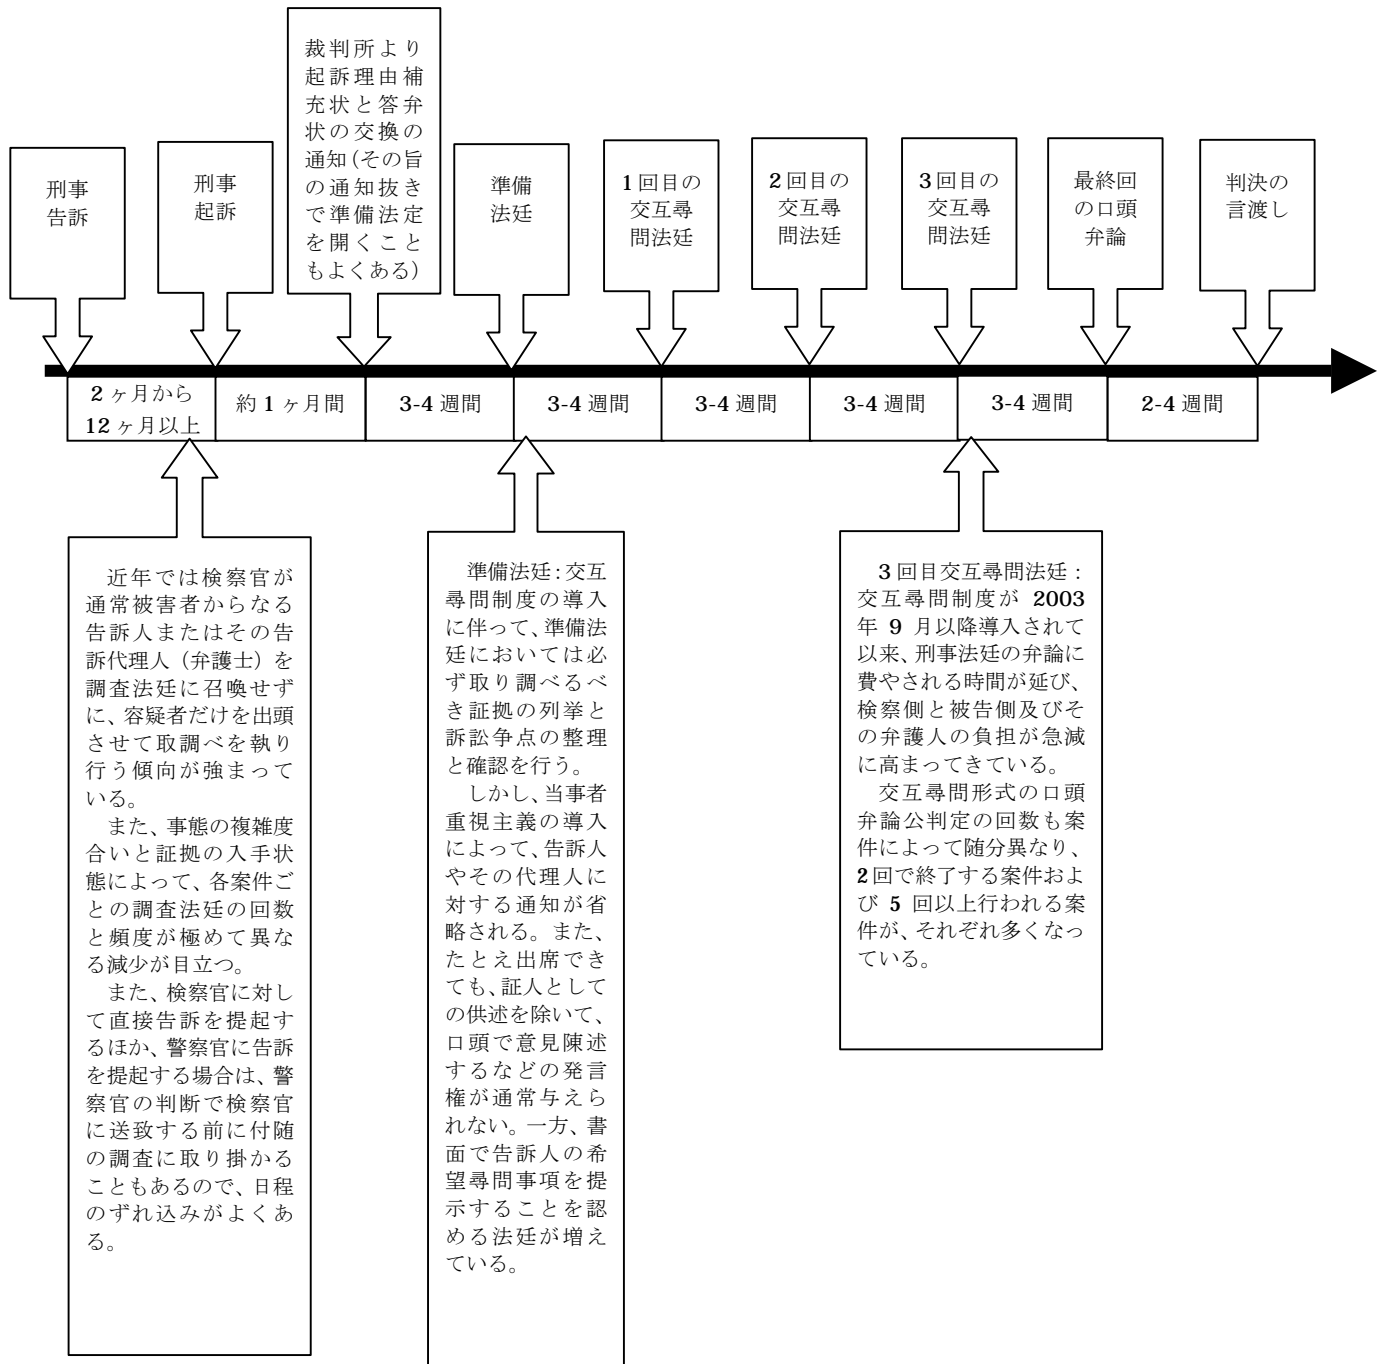 刑事
告訴
刑事
起訴
裁判所より
起訴理由補
充状と答弁
状の交換の
通知(その旨
の通知抜き
で準備法定
を開くこと
もよくある)
準備
法廷
1回目の
交互尋
問法廷
2回目の
交互尋
問法廷
3回目の
交互尋
問法廷
最終回
の口頭
弁論
判決の
言渡し
2ヶ月から
12ヶ月以上
約1ヶ月間
3-4週間
3-4週間
3-4週間
3-4週間
3-4週間
2-4週間
近年では検察官が
通常被害者からなる
告訴人またはその告
訴代理人（弁護士）を
調査法廷に召喚せず
に、容疑者だけを出頭
させて取調べを執り
行う傾向が強まって
いる。
また、事態の複雑度
合いと証拠の入手状
態によって、各案件ご
との調査法廷の回数
と頻度が極めて異な
る減少が目立つ。
また、検察官に対し
て直接告訴を提起す
るほか、警察官に告訴
を提起する場合は、警
察官の判断で検察官
に送致する前に付随
の調査に取り掛かる
こともあるので、日程
のずれ込みがよくあ
る。
準備法廷：交互
尋問制度の導入
に伴って、準備法
廷においては必
ず取り調べるべ
き証拠の列挙と
訴訟争点の整理
と確認を行う。
しかし、当事者
重視主義の導入
によって、告訴人
やその代理人に
対する通知が省
略される。また、
たとえ出席でき
ても、証人として
の供述を除いて、
口頭で意見陳述
するなどの発言
権が通常与えら
れない。一方、書
面で告訴人の希
望尋問事項を提
示することを認
める法廷が増え
ている。
3回目交互尋問法廷：
交互尋問制度が 2003
年 9 月以降導入されて
以来、刑事法廷の弁論に
費やされる時間が延び、
検察側と被告側及びそ
の弁護人の負担が急減
に高まってきている。
交互尋問形式の口頭
弁論公判定の回数も案
件によって随分異なり、
2回で終了する案件およ
び 5 回以上行われる案
件が、それぞれ多くなっ
ている。